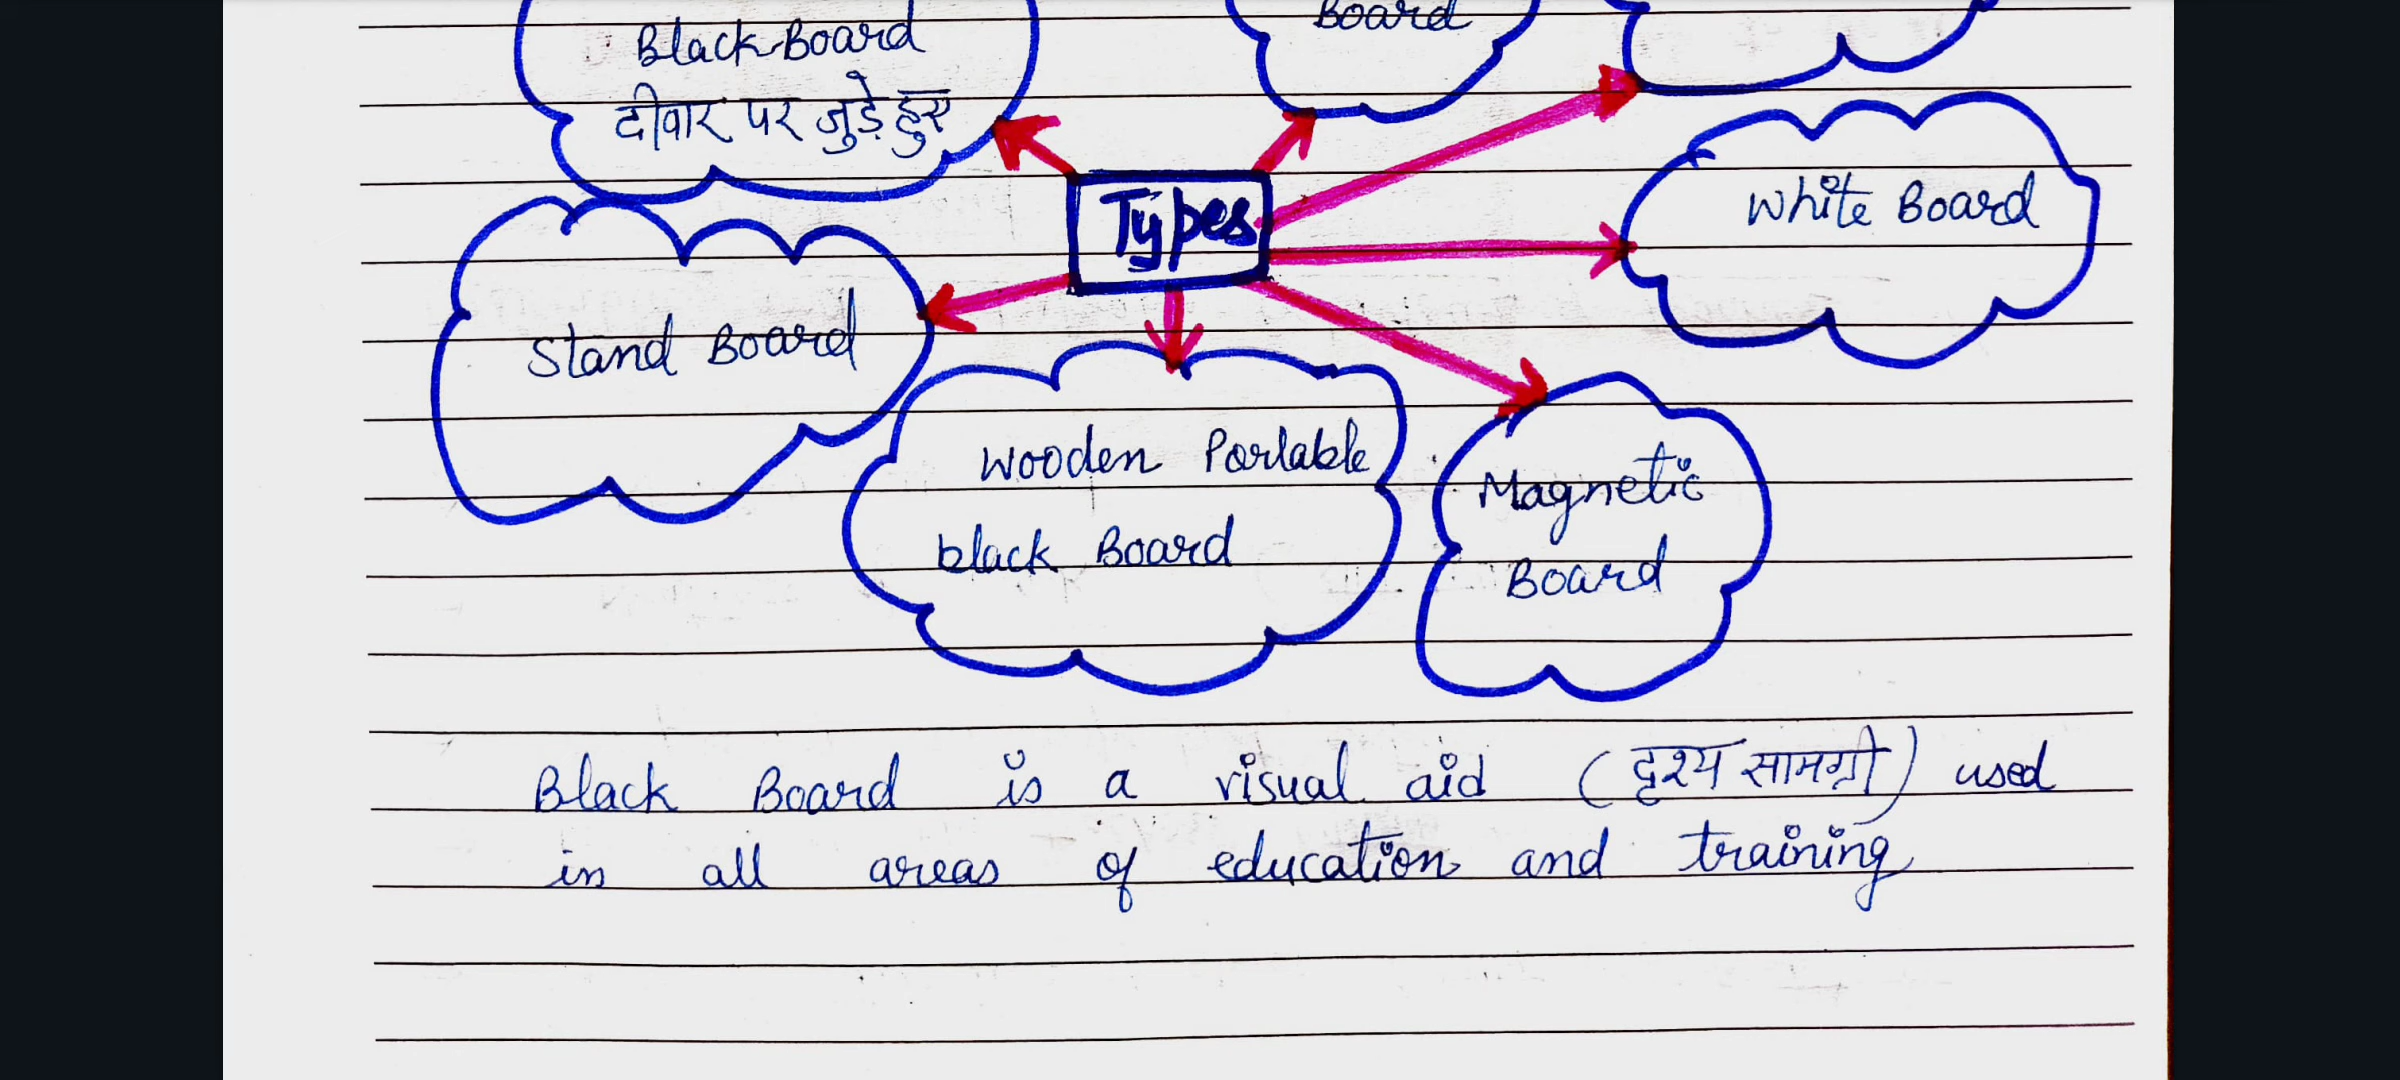 Black Board
दीवार पर जुड़े हुए
Board
Types
White Board
Stand Board
Wooden Portable
black Board
Magnetic
Board
Black Board is a visual aid (दृश्य सामग्री) used
in all areas of education and training